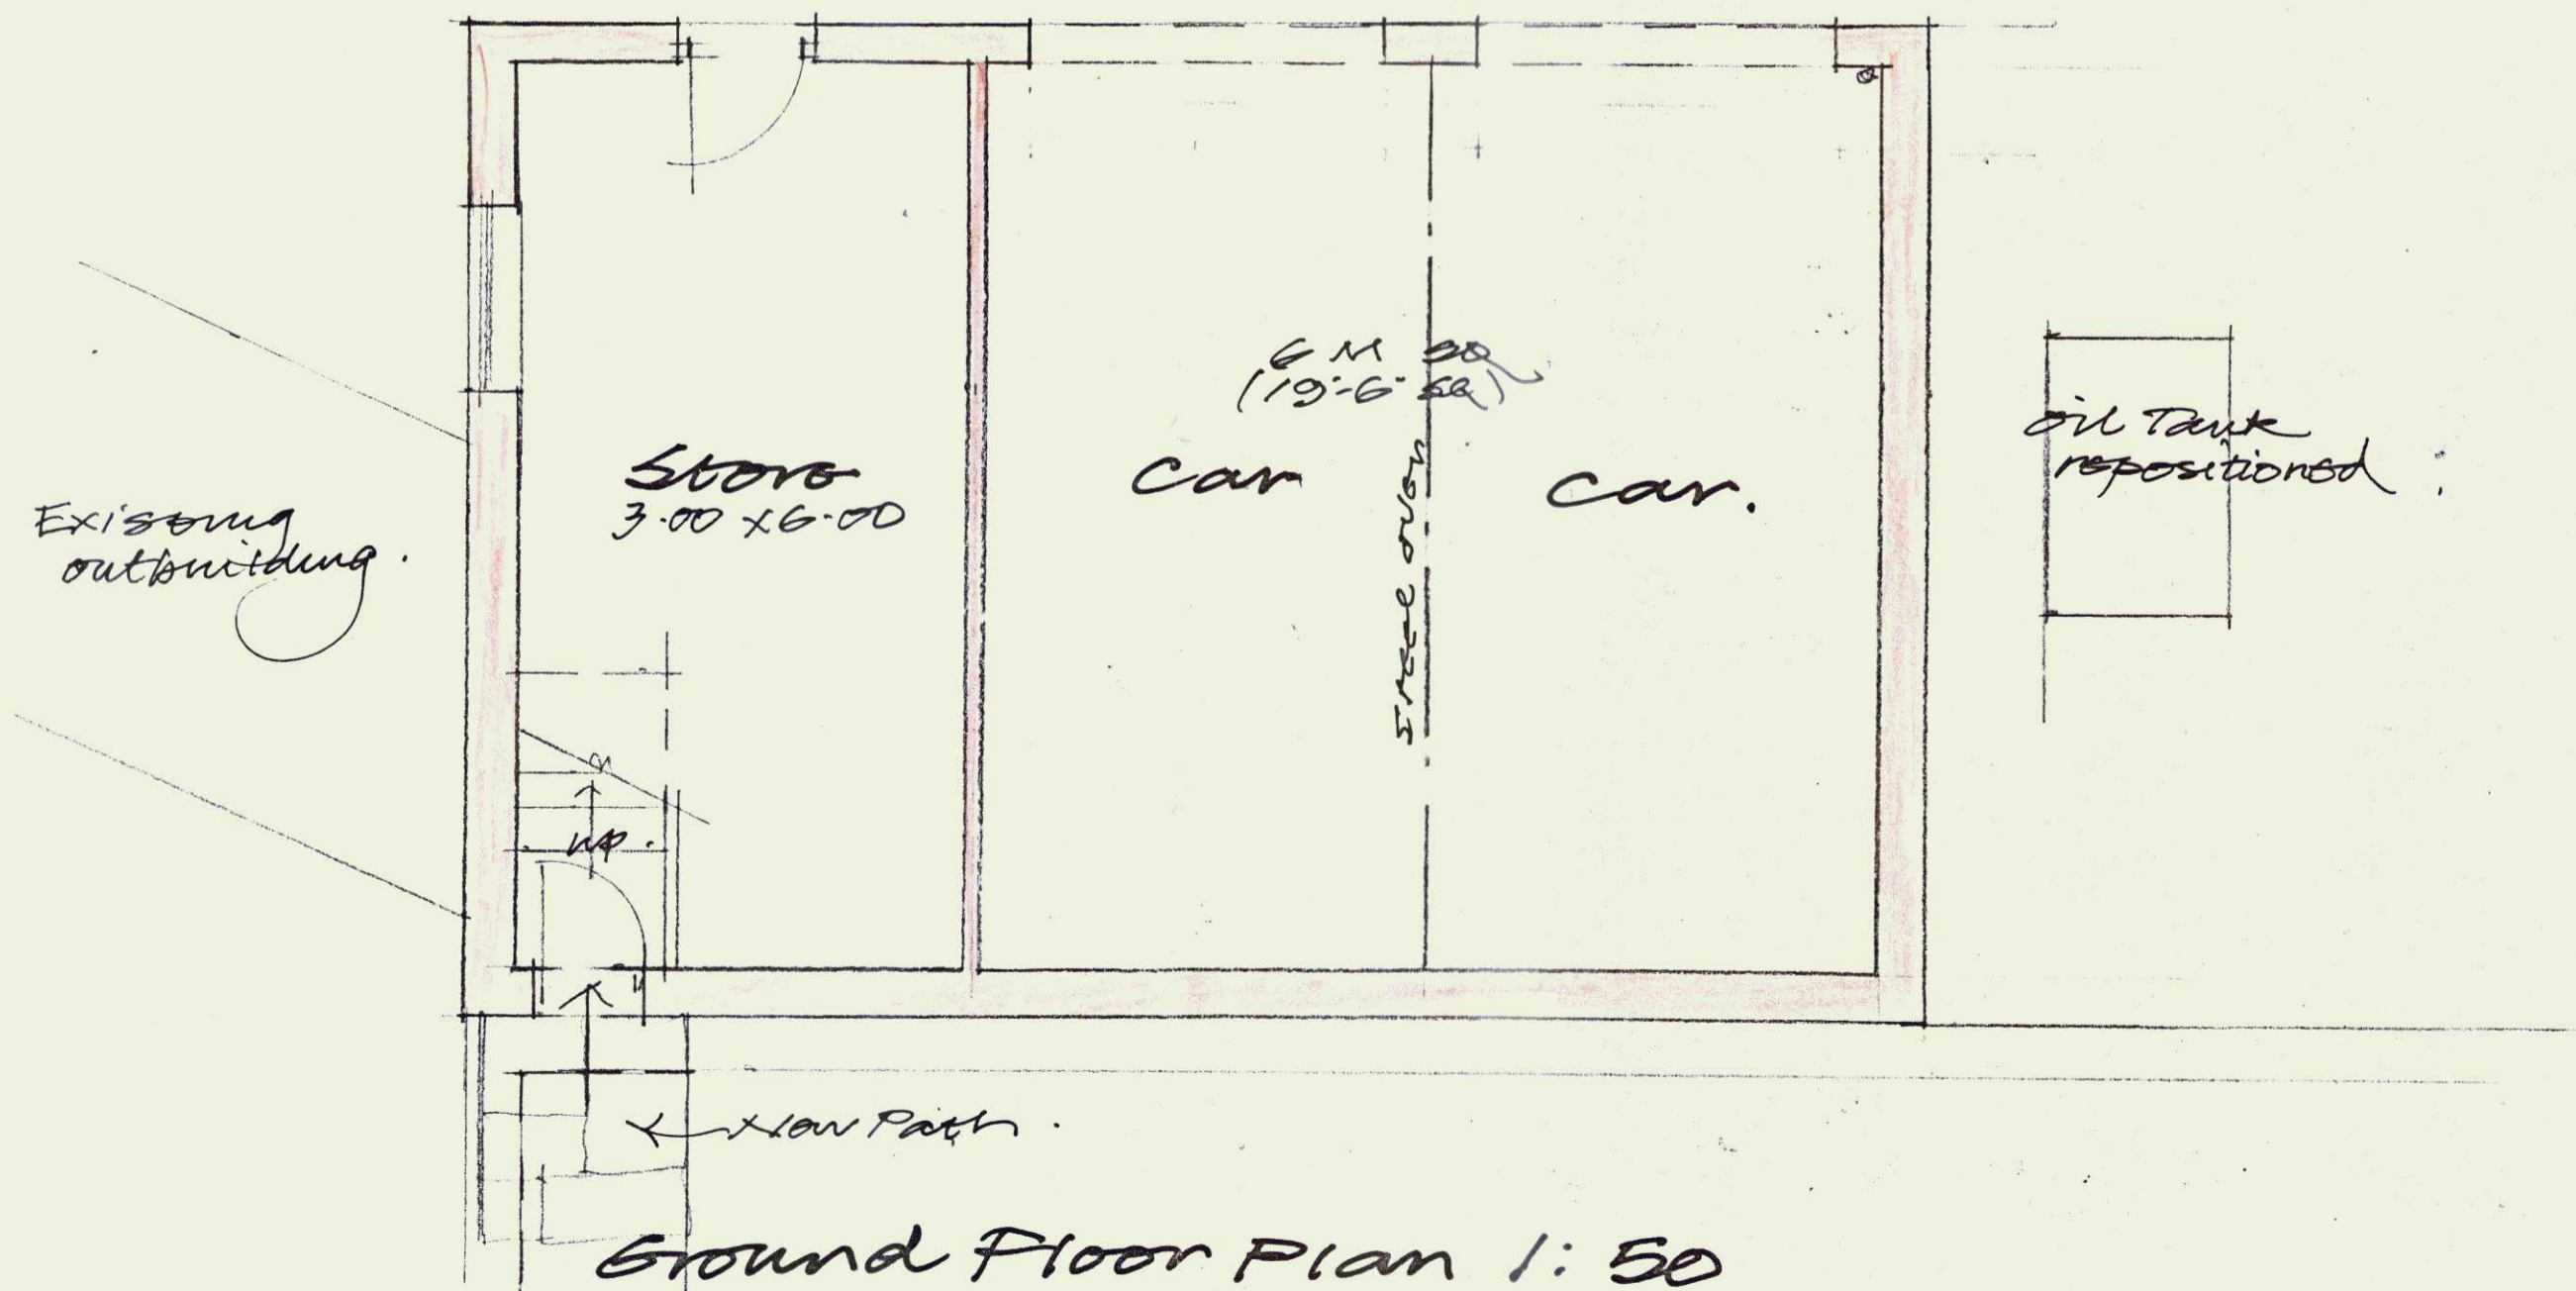 6 M SQ
(19'-6" SQ)
Store
3.00 x 6.00
Car
Car.
Steel over
oil Tank
repositioned
Existing
outbuilding.
up.
New Path.
Ground Floor Plan 1:50